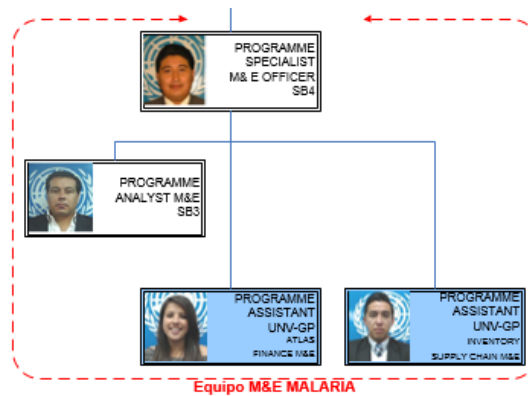 PROGRAMME
SPECIALIST
M& E OFFICER
SB4
PROGRAMME
ANALYST M&E
SB3
PROGRAMME
ASSISTANT
UNV-GP
ATLAS
FINANCE M&E
PROGRAMME
ASSISTANT
UNV-GP
INVENTORY
SUPPLY CHAIN M&E
Equipo M&E MALARIA